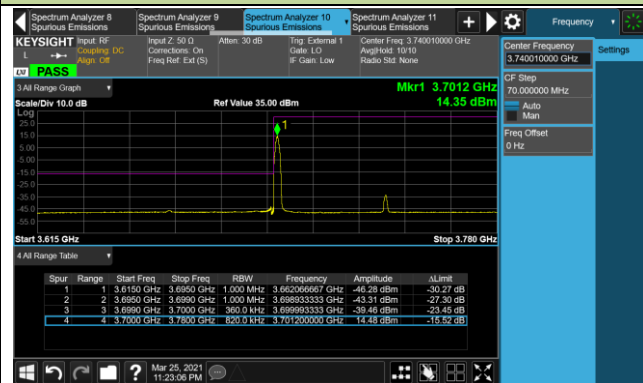 Spectrum Analyzer 8
Spurious Emissions
Spectrum Analyzer 9
Spurious Emissions
Spectrum Analyzer 10
Spurious Emissions
Spectrum Analyzer 11
Spurious Emissions
Frequency
KEYSIGHT
L
LXI
PASS
Input: RF
Coupling: DC
Align: Off
Input Z: 50 Ω
Corrections: On
Freq Ref: Ext (S)
Atten: 30 dB
Trig: External 1
Gate: LO
IF Gain: Low
Center Freq: 3.740010000 GHz
Avg|Hold: 10/10
Radio Std: None
Center Frequency
3.740010000 GHz
Settings
CF Step
70.000000 MHz
Auto
Man
Freq Offset
0 Hz
3 All Range Graph
Mkr1 3.7012 GHz
Scale/Div 10.0 dB
Ref Value 35.00 dBm
14.35 dBm
Log
25.0
15.0
5.00
-5.00
-15.0
-25.0
-35.0
-45.0
-55.0
1
Start 3.615 GHz
Stop 3.780 GHz
4 All Range Table
Spur Range Start Freq Stop Freq RBW Frequency Amplitude ΔLimit
1 1 3.6150 GHz 3.6950 GHz 1.000 MHz 3.662066667 GHz -46.28 dBm -30.27 dB
2 2 3.6950 GHz 3.6990 GHz 1.000 MHz 3.698933333 GHz -43.31 dBm -27.30 dB
3 3 3.6990 GHz 3.7000 GHz 360.0 kHz 3.699993333 GHz -39.46 dBm -23.45 dB
4 4 3.7000 GHz 3.7800 GHz 820.0 kHz 3.701200000 GHz 14.48 dBm -15.52 dB
?
Mar 25, 2021
11:23:06 PM